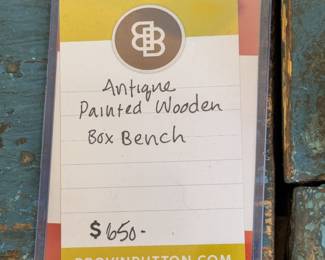 Antique
Painted Wooden
Box Bench
$650-